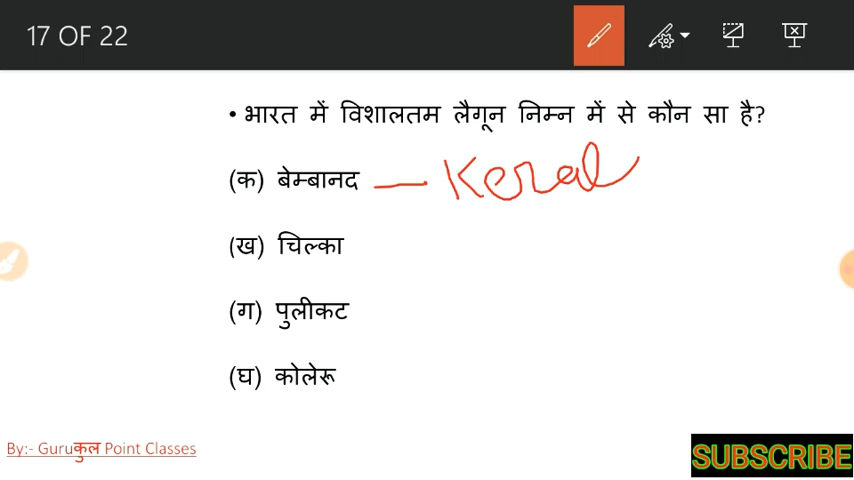 17 OF 22
• भारत में विशालतम लैगून निम्न में से कौन सा है?
(क) बेम्बानद — Keral
(ख) चिल्का
(ग) पुलीकट
(घ) कोलेरू
By:- Guruकुल Point Classes
SUBSCRIBE